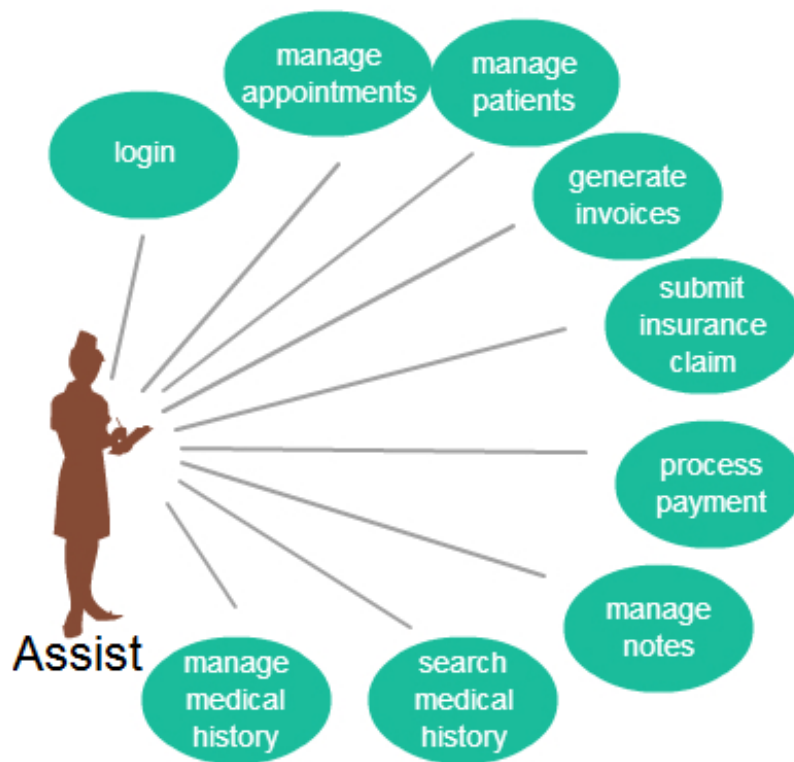 login
manage
appointments
manage
patients
generate
invoices
submit
insurance
claim
process
payment
manage
notes
search
medical
history
manage
medical
history
Assist